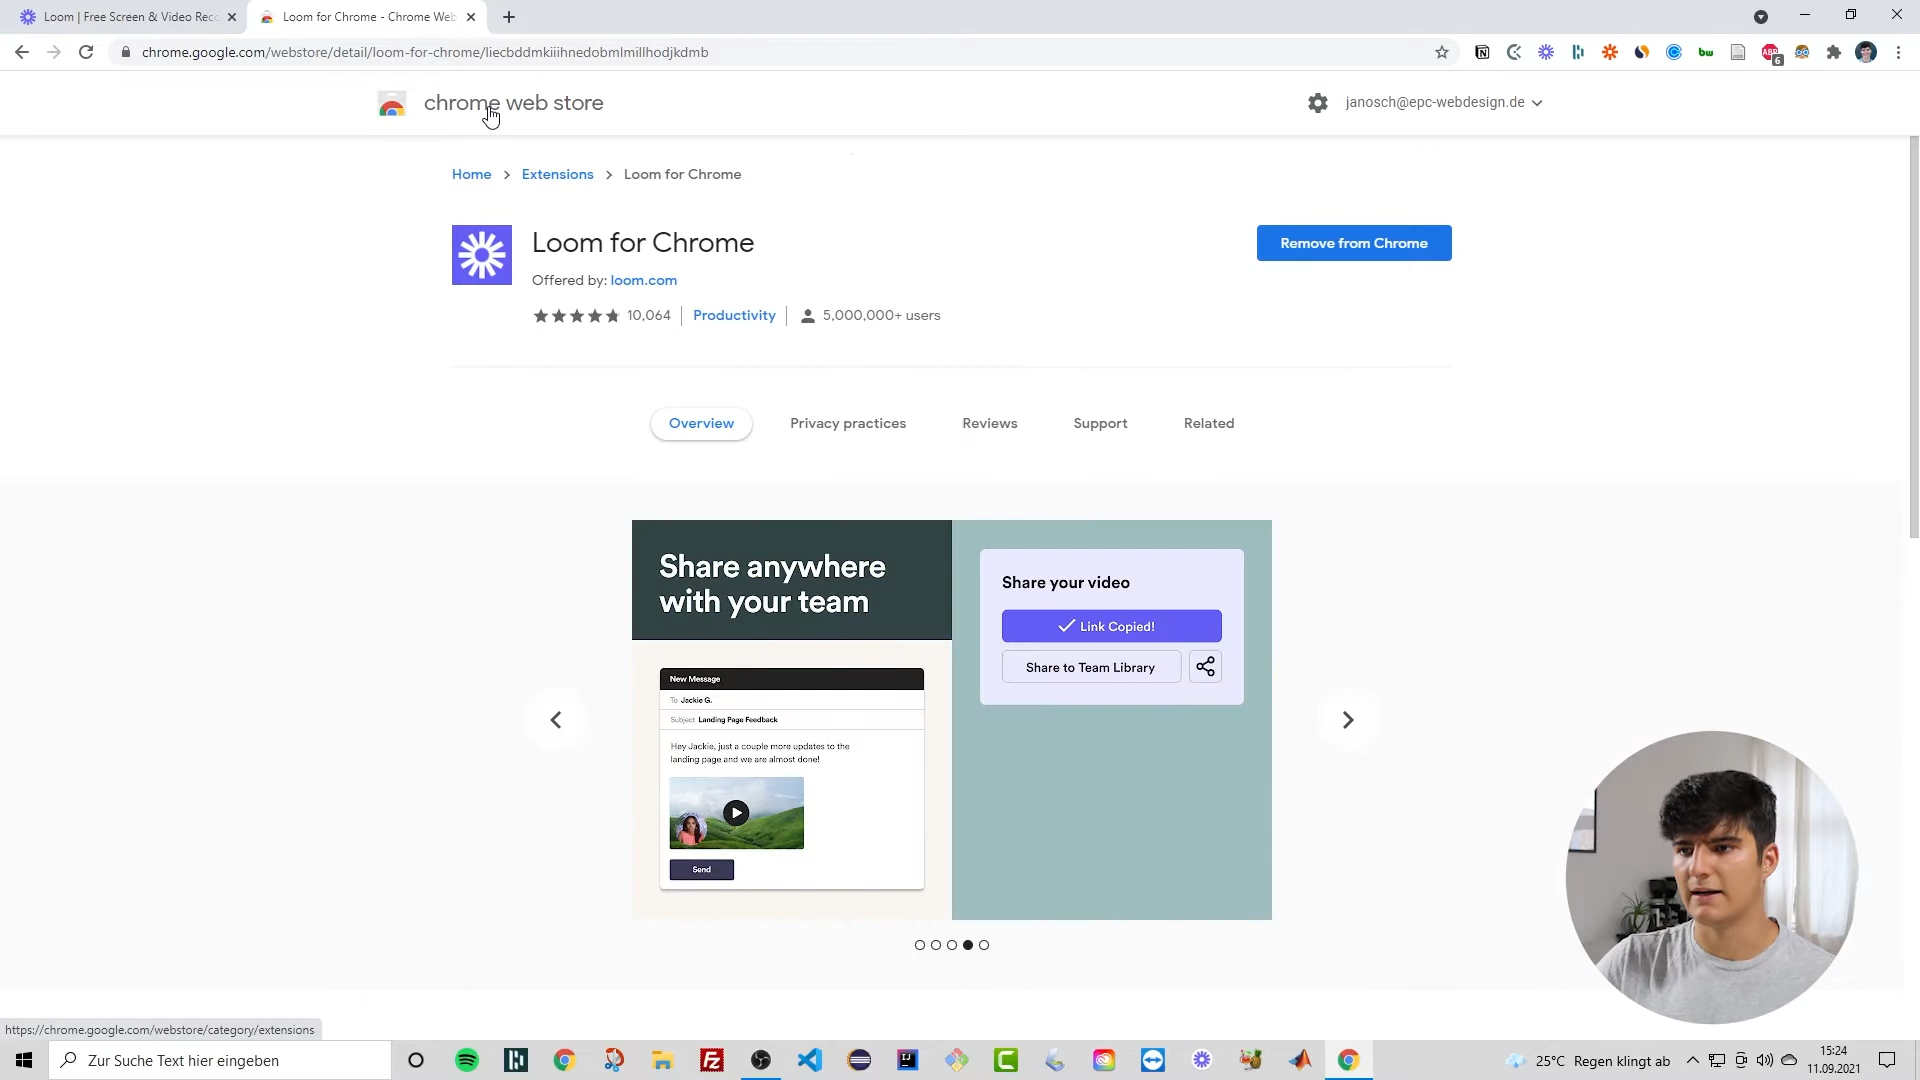 Loom | Free Screen & Video Rec
Loom for Chrome - Chrome Web
chrome.google.com/webstore/detail/loom-for-chrome/liecbddmkiiihnedobmlmillhodjkdmb
ABP
6
bw
chrome web store
janosch@epc-webdesign.de
Home > Extensions > Loom for Chrome
Loom for Chrome
Remove from Chrome
Offered by: loom.com
10,064
Productivity
5,000,000+ users
Overview
Privacy practices
Reviews
Support
Related
Share anywhere
with your team
New Message
To Jackie G.
Subject Landing Page Feedback
Hey Jackie, just a couple more updates to the
landing page and we are almost done!
Send
Share your video
Link Copied!
Share to Team Library
https://chrome.google.com/webstore/category/extensions
Zur Suche Text hier eingeben
25°C Regen klingt ab
15:24
11.09.2021